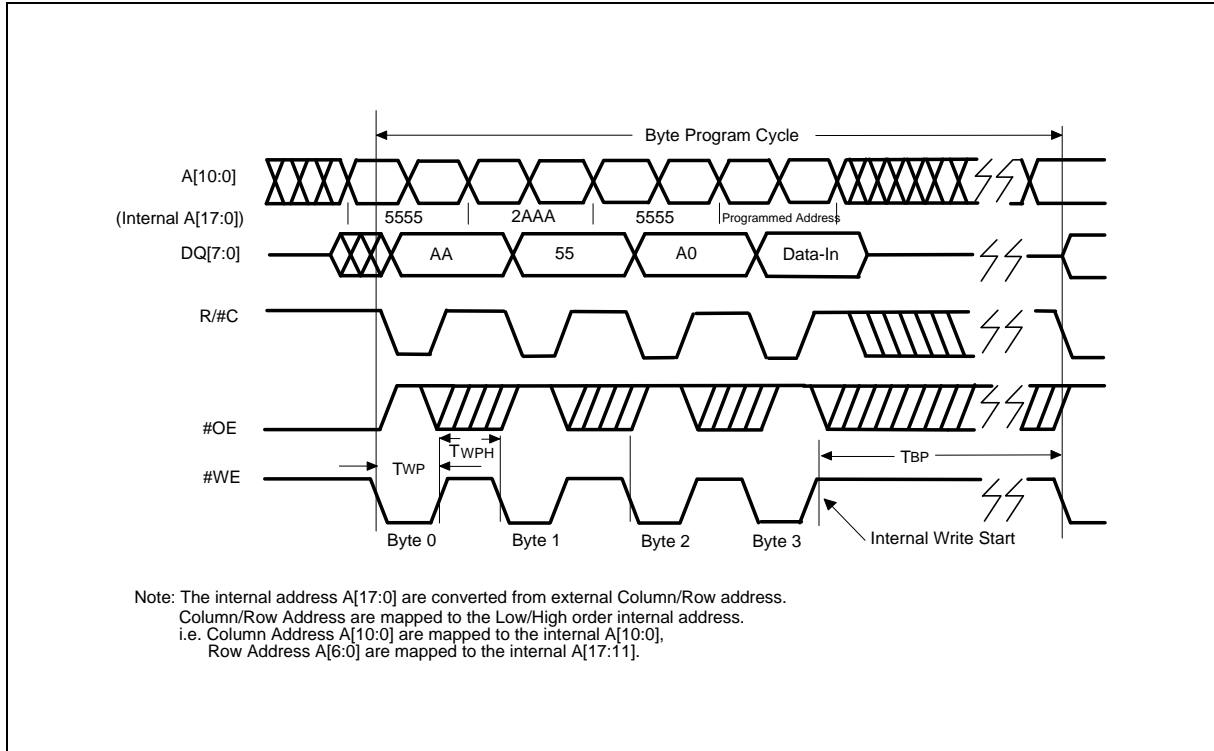 Byte Program Cycle
A[10:0]
(Internal A[17:0])
5555 2AAA 5555 Programmed Address
DQ[7:0]
AA 55 A0 Data-In
R/#C
#OE
TWPH
TWP
TBP
#WE
Byte 0 Byte 1 Byte 2 Byte 3 Internal Write Start
Note: The internal address A[17:0] are converted from external Column/Row address.
Column/Row Address are mapped to the Low/High order internal address.
i.e. Column Address A[10:0] are mapped to the internal A[10:0],
Row Address A[6:0] are mapped to the internal A[17:11].